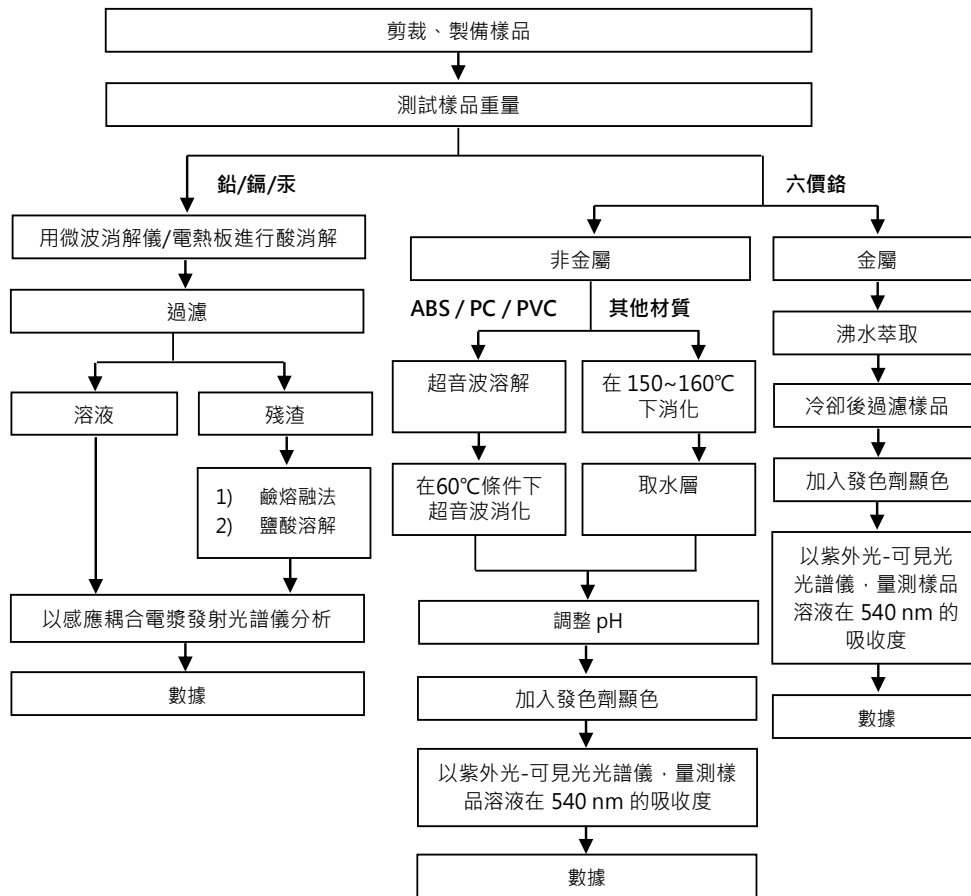 剪裁、製備樣品
測試樣品重量
鉛/鎘/汞
六價鉻
用微波消解儀/電熱板進行酸消解
過濾
溶液
殘渣
1) 鹼熔融法
2) 鹽酸溶解
以感應耦合電漿發射光譜儀分析
數據
非金屬
ABS / PC / PVC
其他材質
超音波溶解
在60℃條件下
超音波消化
在 150~160℃
下消化
取水層
調整 pH
加入發色劑顯色
以紫外光-可見光光譜儀，量測樣
品溶液在 540 nm 的吸收度
數據
金屬
沸水萃取
冷卻後過濾樣品
加入發色劑顯色
以紫外光-可見光
光譜儀，量測樣品
溶液在 540 nm 的
吸收度
數據